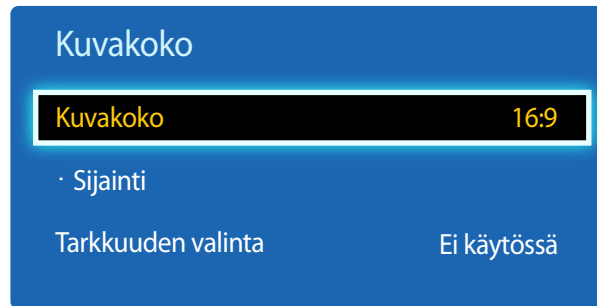 Kuvakoko
Kuvakoko 16:9
· Sijainti
Tarkkuuden valinta Ei käytössä